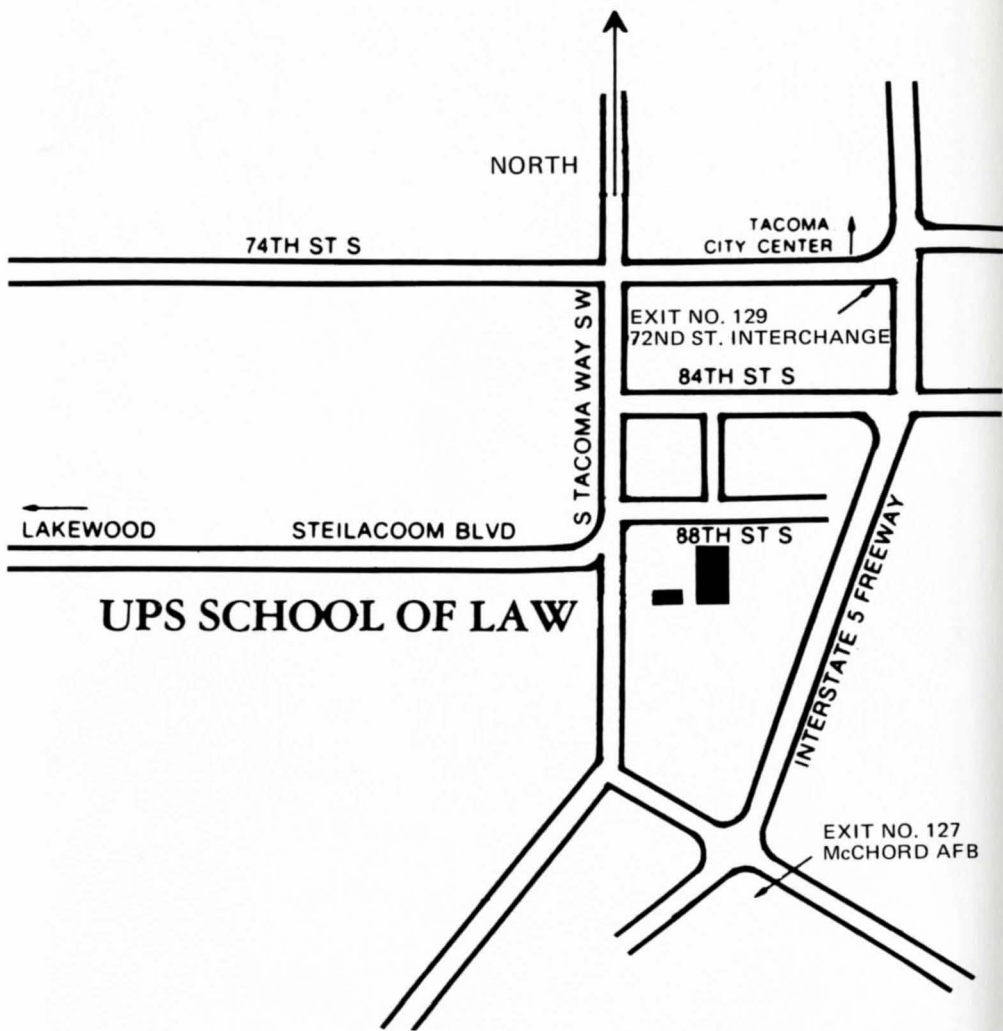 NORTH
TACOMA
CITY CENTER
74TH ST S
EXIT NO. 129
72ND ST. INTERCHANGE
S TACOMA WAY SW
84TH ST S
LAKEWOOD
STEILACOOM BLVD
88TH ST S
UPS SCHOOL OF LAW
INTERSTATE 5 FREEWAY
EXIT NO. 127
McCHORD AFB